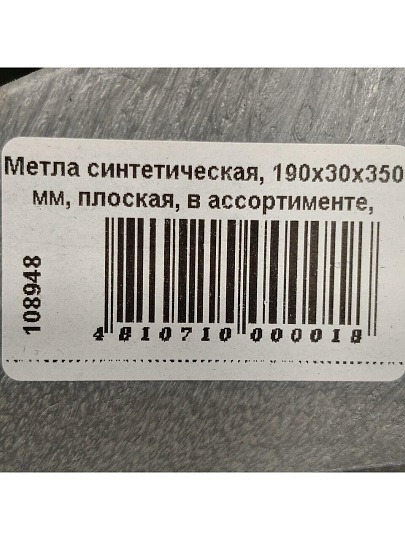 Метла синтетическая, 190х30х350
мм, плоская, в ассортименте,
108948
4 810710 000018